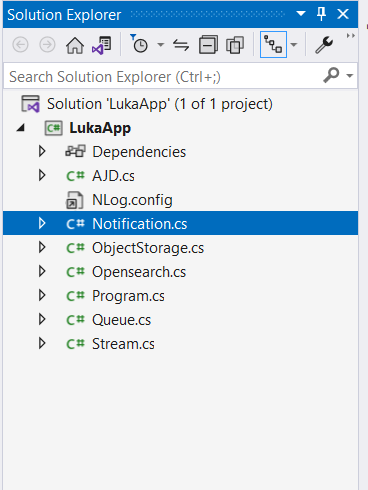 Solution Explorer
Search Solution Explorer (Ctrl+;)
Solution 'LukaApp' (1 of 1 project)
C# LukaApp
Dependencies
C# AJD.cs
NLog.config
C# Notification.cs
C# ObjectStorage.cs
C# Opensearch.cs
C# Program.cs
C# Queue.cs
C# Stream.cs